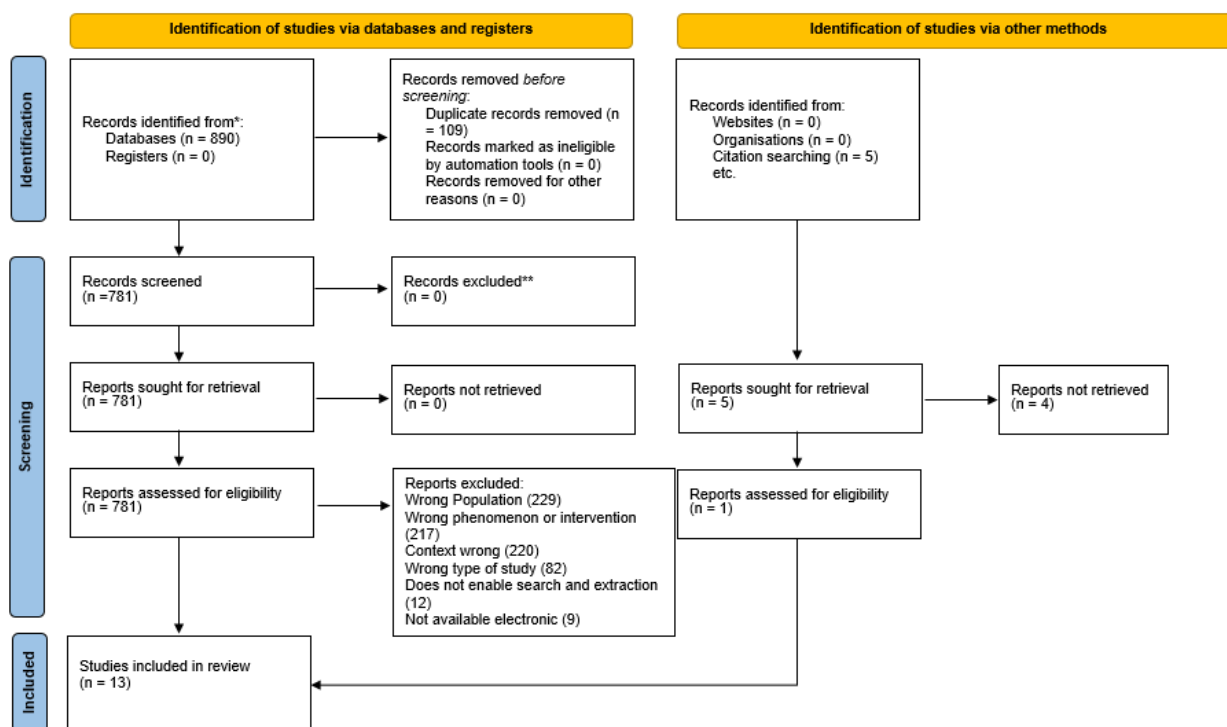 Identification of studies via databases and registers
Identification of studies via other methods
Identification
Records identified from*:
Databases (n = 890)
Registers (n = 0)
Records removed before
screening:
Duplicate records removed (n
= 109)
Records marked as ineligible
by automation tools (n = 0)
Records removed for other
reasons (n = 0)
Records identified from:
Websites (n = 0)
Organisations (n = 0)
Citation searching (n = 5)
etc.
Screening
Records screened
(n =781)
Records excluded**
(n = 0)
Reports sought for retrieval
(n = 781)
Reports not retrieved
(n = 0)
Reports sought for retrieval
(n = 5)
Reports not retrieved
(n = 4)
Reports assessed for eligibility
(n = 781)
Reports excluded:
Wrong Population (229)
Wrong phenomenon or intervention
(217)
Context wrong (220)
Wrong type of study (82)
Does not enable search and extraction
(12)
Not available electronic (9)
Reports assessed for eligibility
(n = 1)
Included
Studies included in review
(n = 13)